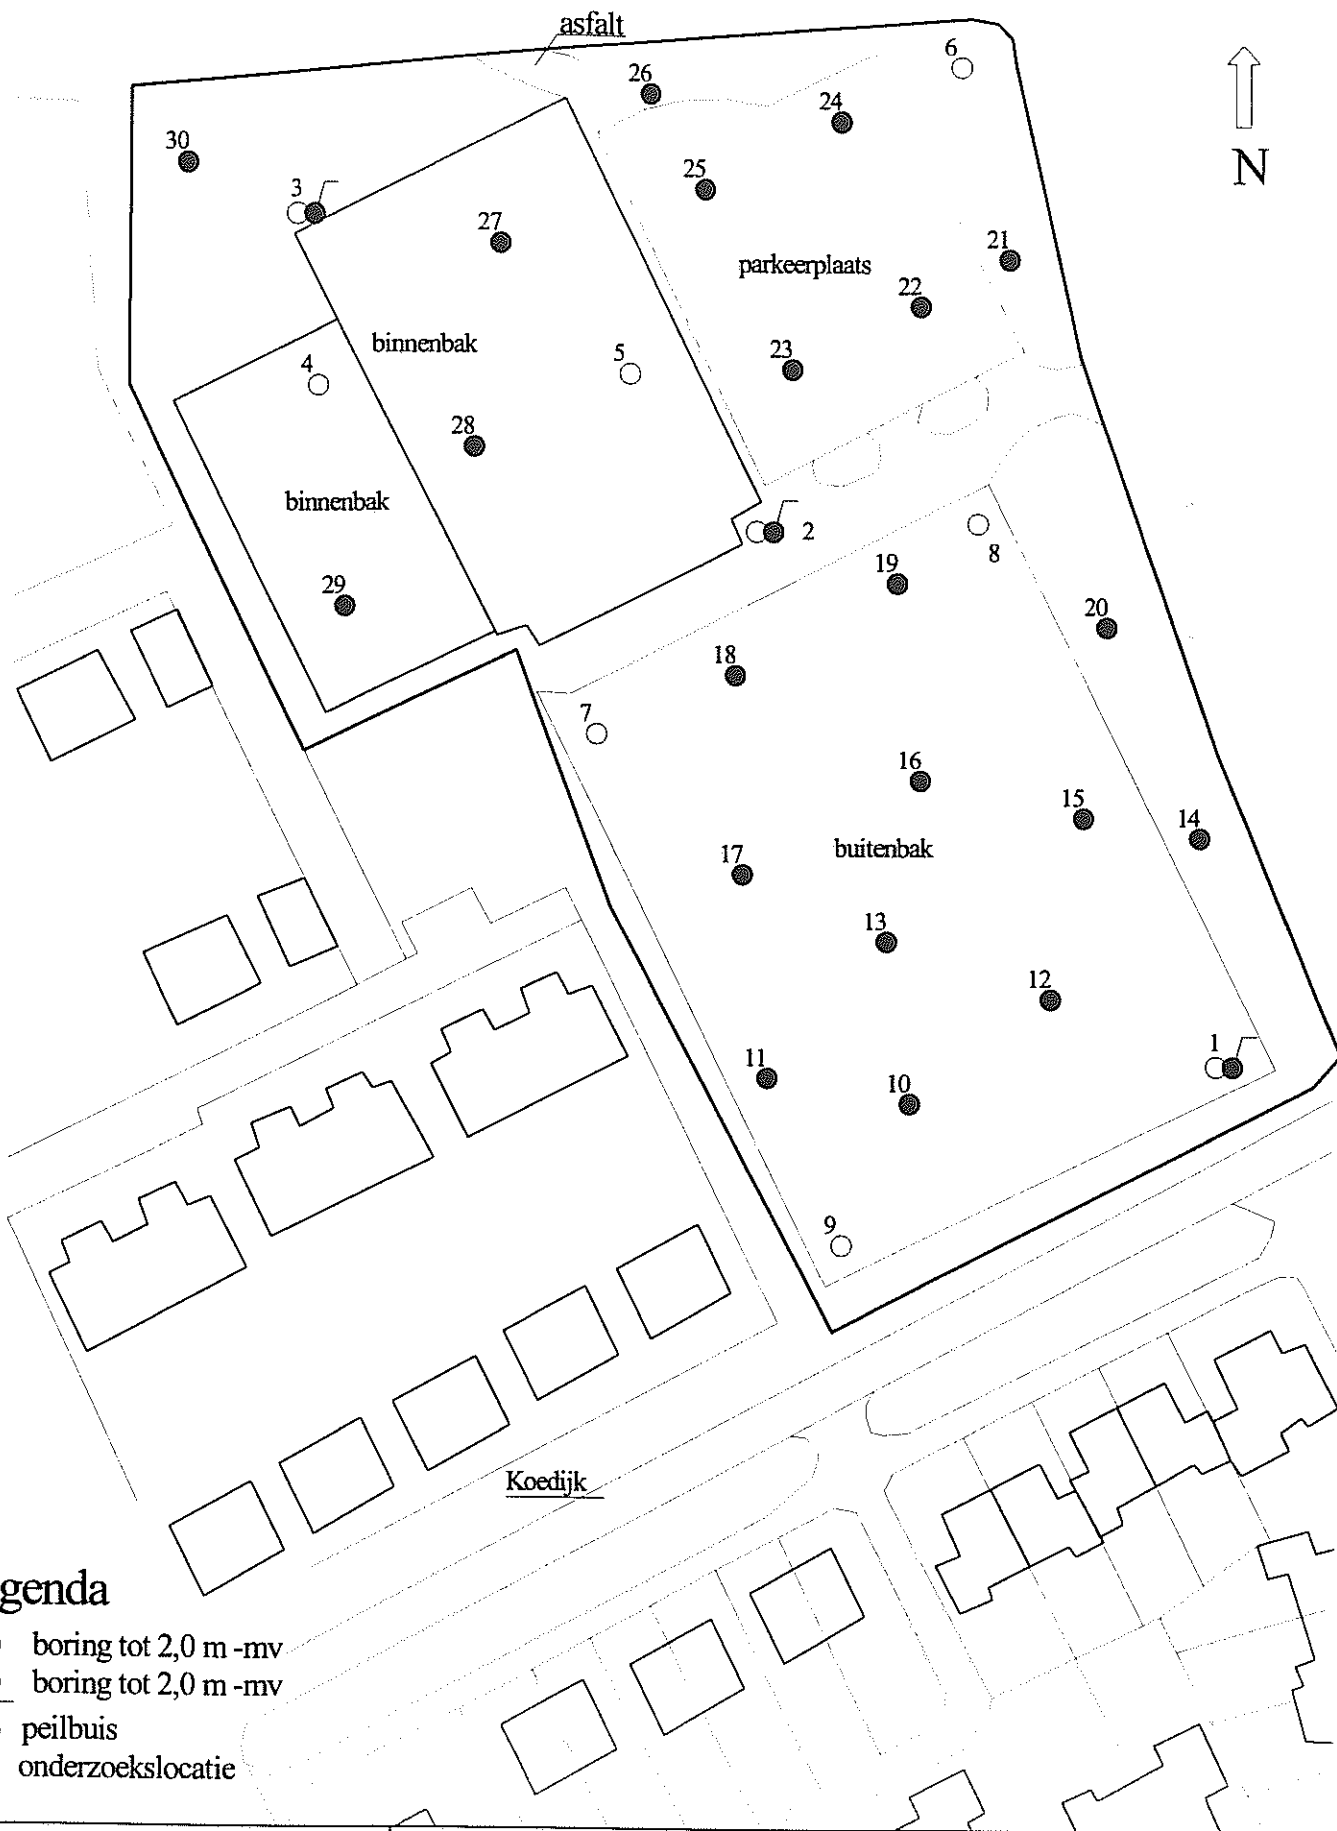 asfalt
6
26
24
30
N
25
3
27
21
parkeerplaats
22
binnenbak
5
23
4
28
binnenbak
2
8
19
29
20
18
7
16
15
14
buitenbak
17
13
12
1
11
10
9
Koedijk
genda
boring tot 2,0 m -mv
boring tot 2,0 m -mv
peilbuis
onderzoekslocatie